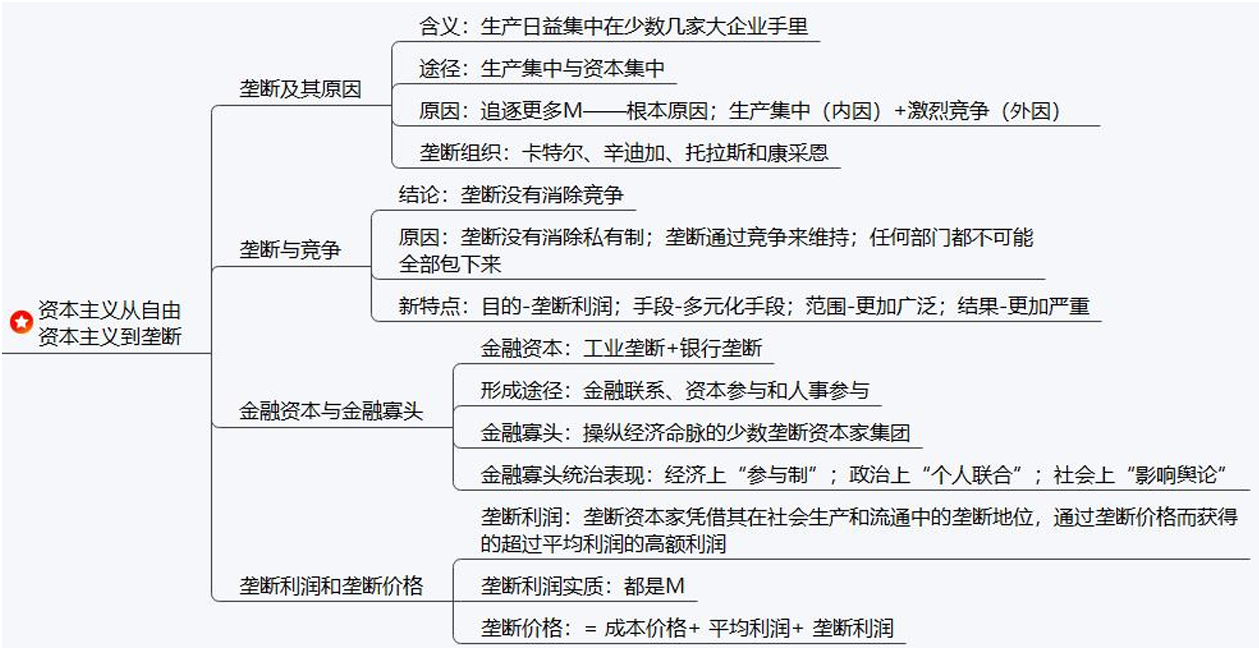 资本主义从自由
资本主义到垄断
垄断及其原因
含义：生产日益集中在少数几家大企业手里
途径：生产集中与资本集中
原因：追逐更多M——根本原因；生产集中（内因）+激烈竞争（外因）
垄断组织：卡特尔、辛迪加、托拉斯和康采恩
垄断与竞争
结论：垄断没有消除竞争
原因：垄断没有消除私有制；垄断通过竞争来维持；任何部门都不可能
全部包下来
新特点：目的-垄断利润；手段-多元化手段；范围-更加广泛；结果-更加严重
金融资本与金融寡头
金融资本：工业垄断+银行垄断
形成途径：金融联系、资本参与和人事参与
金融寡头：操纵经济命脉的少数垄断资本家集团
金融寡头统治表现：经济上“参与制”；政治上“个人联合”；社会上“影响舆论”
垄断利润和垄断价格
垄断利润：垄断资本家凭借其在社会生产和流通中的垄断地位，通过垄断价格而获得
的超过平均利润的高额利润
垄断利润实质：都是M
垄断价格：= 成本价格+ 平均利润+ 垄断利润